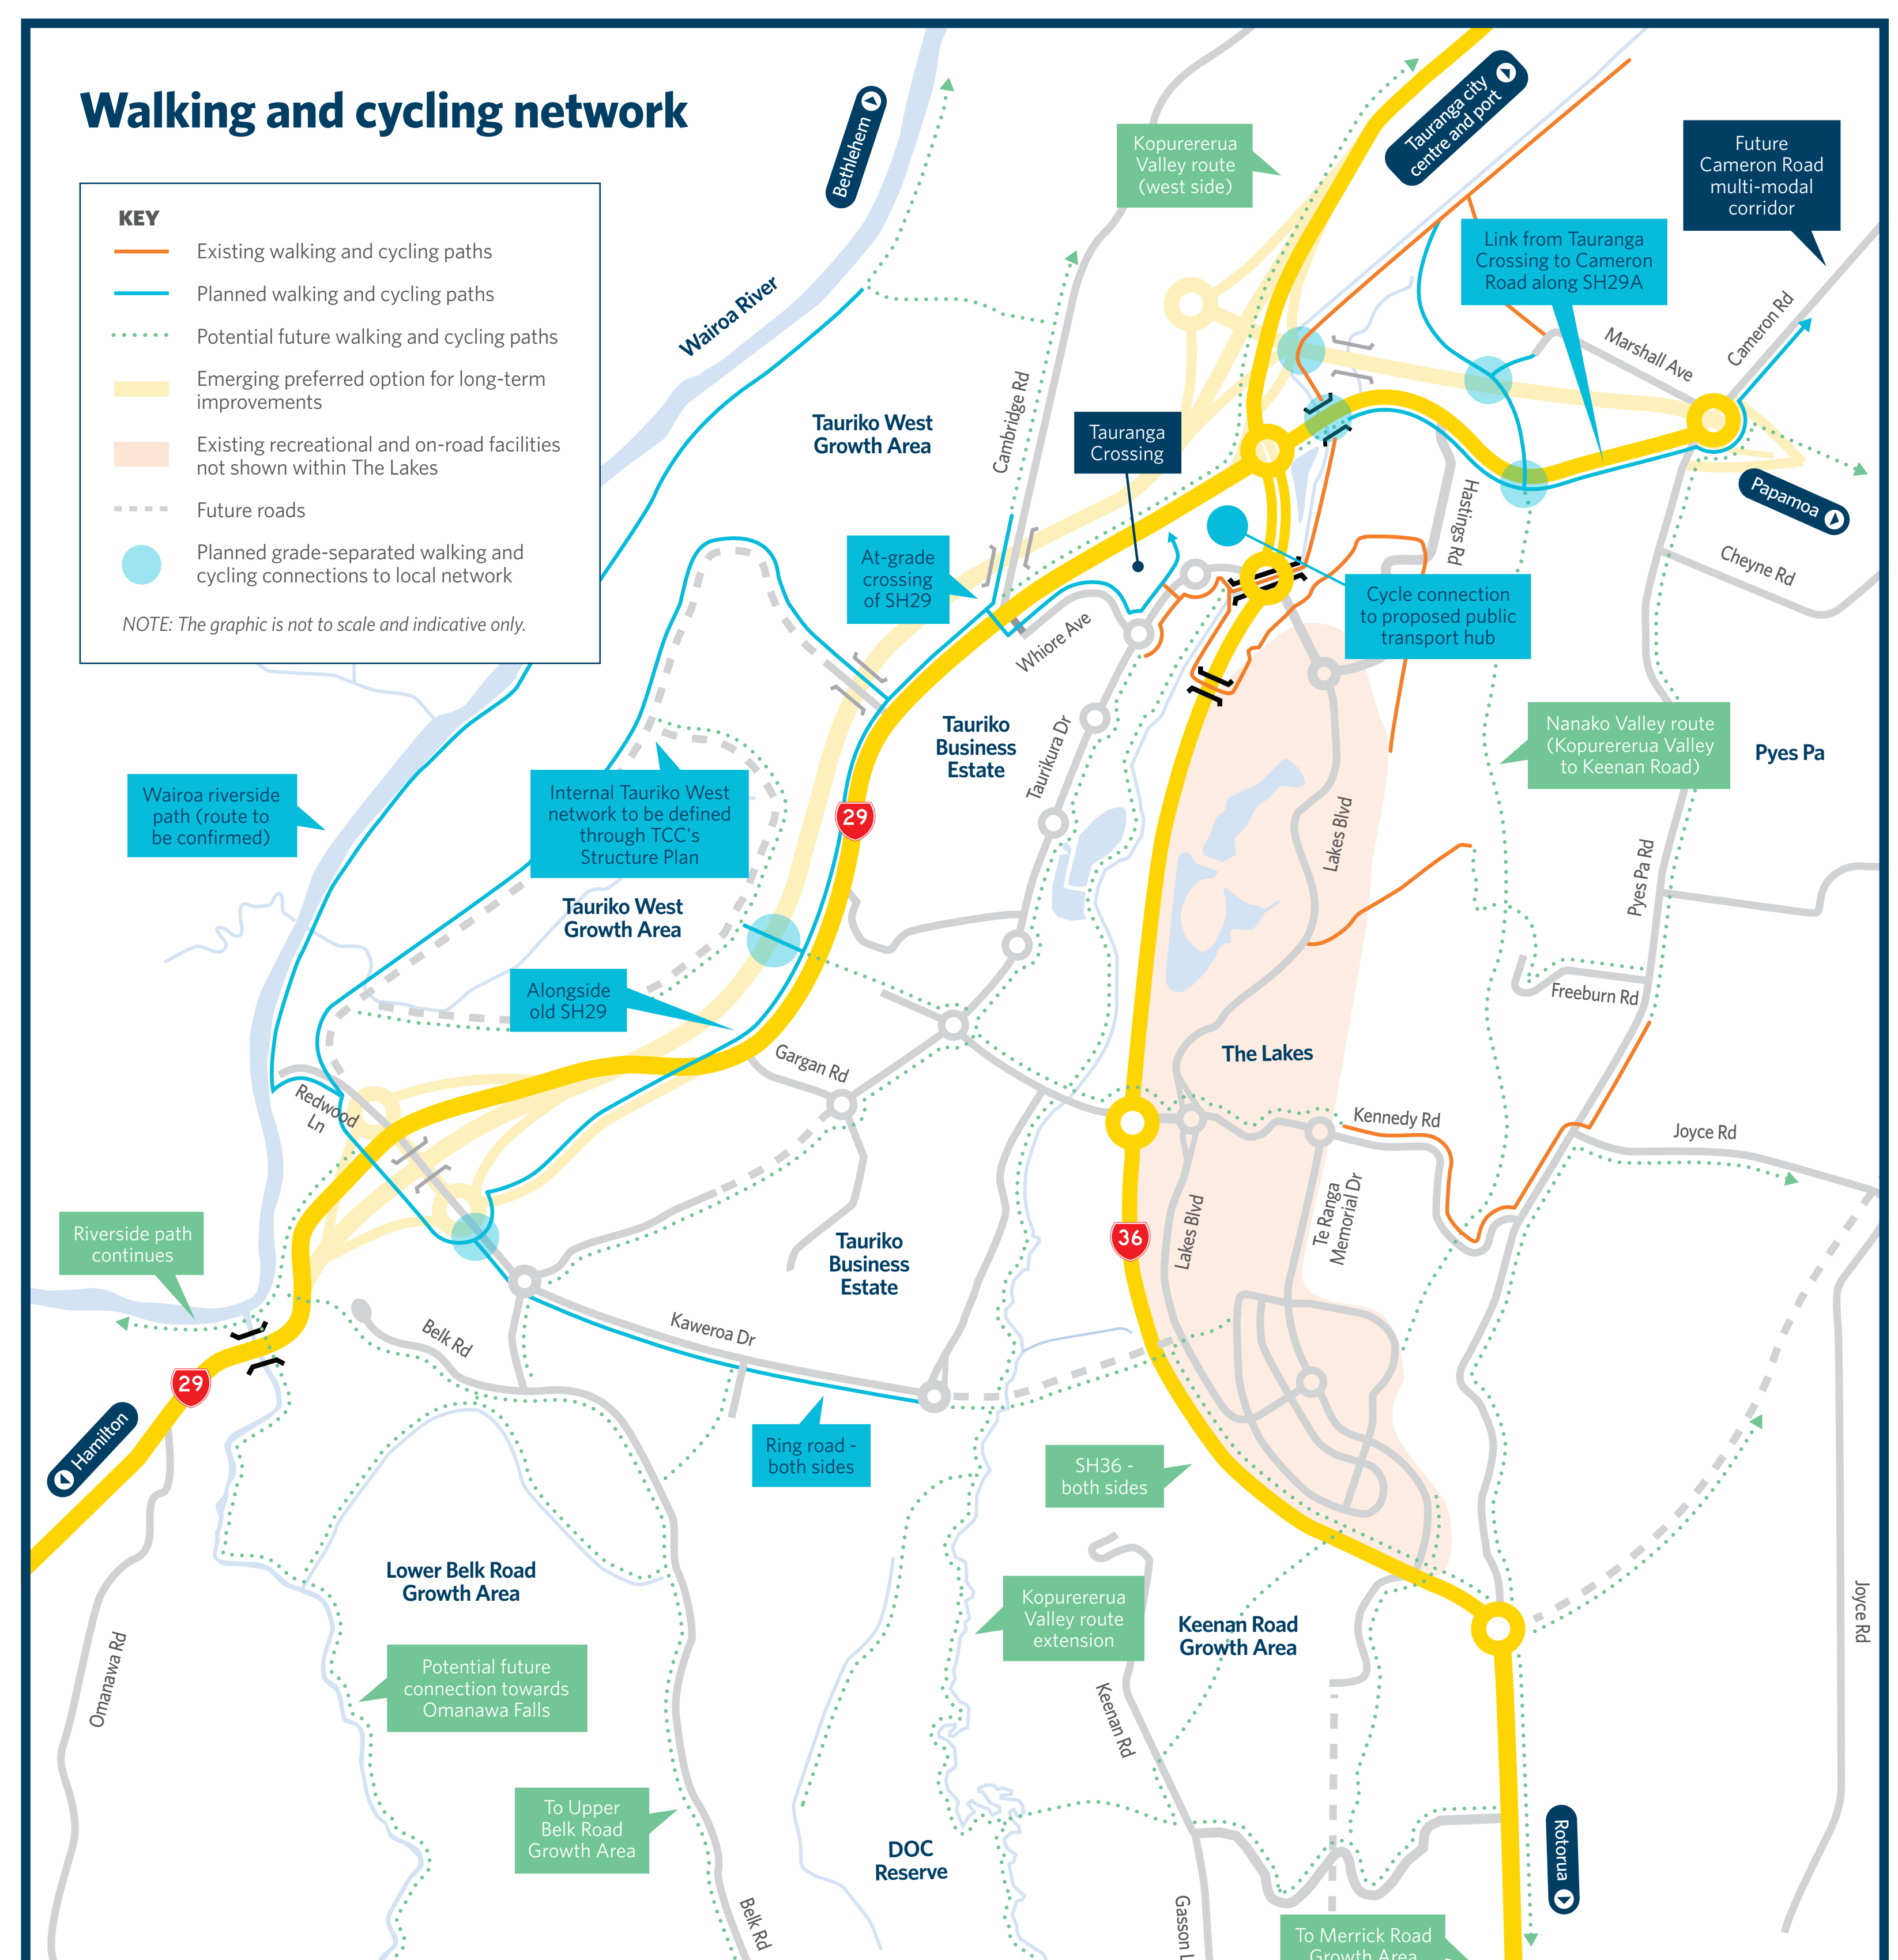 Walking and cycling network
KEY
Existing walking and cycling paths
Planned walking and cycling paths
Potential future walking and cycling paths
Emerging preferred option for long-term
improvements
Existing recreational and on-road facilities
not shown within The Lakes
Future roads
Planned grade-separated walking and
cycling connections to local network
NOTE: The graphic is not to scale and indicative only.
Bethlehem
Wairoa River
Kopurererua
Valley route
(west side)
Tauranga city
centre and port
Future
Cameron Road
multi-modal
corridor
Link from Tauranga
Crossing to Cameron
Road along SH29A
Cameron Rd
Marshall Ave
Papamoa
Cheyne Rd
Tauriko West
Growth Area
Cambridge Rd
Tauranga
Crossing
Hastings Rd
At-grade
crossing
of SH29
Whiore Ave
Cycle connection
to proposed public
transport hub
Tauriko
Business
Estate
Taurikura Dr
Nanako Valley route
(Kopurererua Valley
to Keenan Road)
Pyes Pa
Wairoa riverside
path (route to
be confirmed)
Internal Tauriko West
network to be defined
through TCC's
Structure Plan
29
Lakes Blvd
Pyes Pa Rd
Tauriko West
Growth Area
Alongside
old SH29
Freeburn Rd
Gargan Rd
The Lakes
Redwood
Ln
Kennedy Rd
Joyce Rd
Riverside path
continues
Tauriko
Business
Estate
36
Lakes Blvd
Te Ranga
Memorial Dr
Belk Rd
Kaweroa Dr
29
Hamilton
Ring road -
both sides
SH36 -
both sides
Lower Belk Road
Growth Area
Kopurererua
Valley route
extension
Keenan Road
Growth Area
Joyce Rd
Omanawa Rd
Potential future
connection towards
Omanawa Falls
Keenan Rd
To Upper
Belk Road
Growth Area
DOC
Reserve
Rotorua
Belk Rd
Gasson L
To Merrick Road
Growth Area